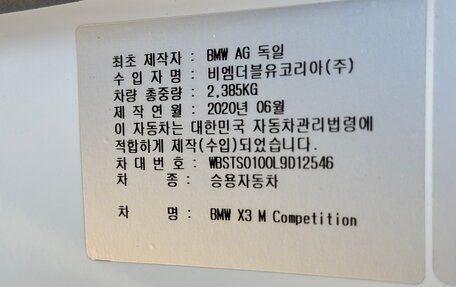 최초 제작자 : BMW AG 독일
수 입 자 명 : 비엠더블유코리아(주)
차량 총중량 : 2,385KG
제 작 연 월 : 2020년 06월
이 자동차는 대한민국 자동차관리법령에
적합하게 제작(수입)되었습니다.
차 대 번 호 : WBSTS0100L9D12546
차 종 : 승용자동차
차 명 : BMW X3 M Competition